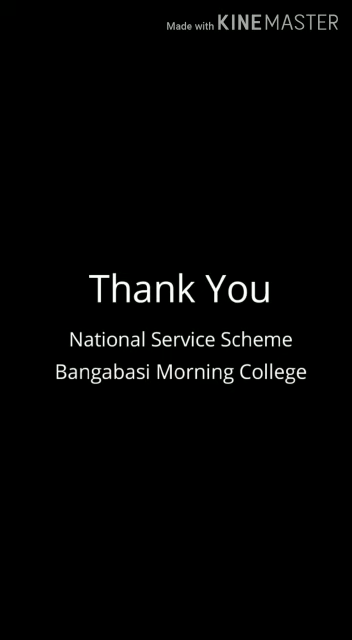 Made with KINEMASTER
Thank You
National Service Scheme
Bangabasi Morning College